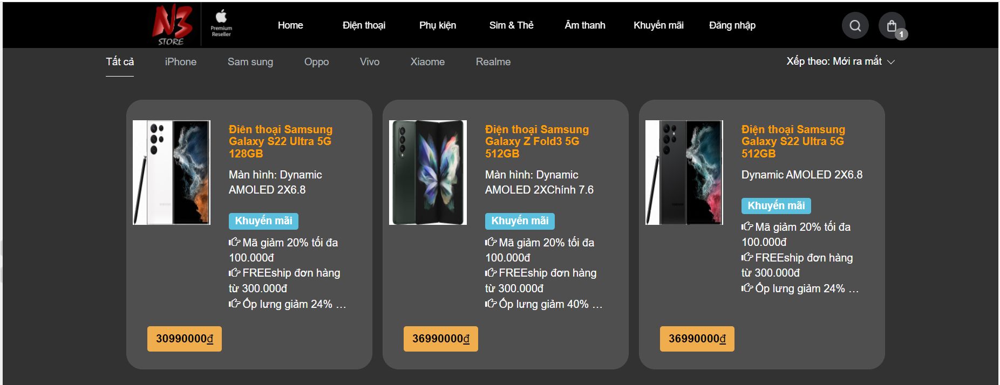 N3
STORE
Premium
Reseller
Home
Điện thoại
Phụ kiện
Sim & Thẻ
Âm thanh
Khuyến mãi
Đăng nhập
1
Tất cả
iPhone
Sam sung
Oppo
Vivo
Xiaome
Realme
Xếp theo: Mới ra mắt
Điên thoại Samsung
Galaxy S22 Ultra 5G
128GB
Màn hình: Dynamic
AMOLED 2X6.8
Khuyến mãi
Mã giảm 20% tối đa
100.000đ
FREEship đơn hàng
từ 300.000đ
Ốp lưng giảm 24% …
30990000đ
Điện thoại Samsung
Galaxy Z Fold3 5G
512GB
Màn hình: Dynamic
AMOLED 2XChính 7.6
Khuyến mãi
Mã giảm 20% tối đa
100.000đ
FREEship đơn hàng
từ 300.000đ
Ốp lưng giảm 40% …
36990000đ
Điện thoại Samsung
Galaxy S22 Ultra 5G
512GB
Dynamic AMOLED 2X6.8
Khuyến mãi
Mã giảm 20% tối đa
100.000đ
FREEship đơn hàng
từ 300.000đ
Ốp lưng giảm 24% …
36990000đ